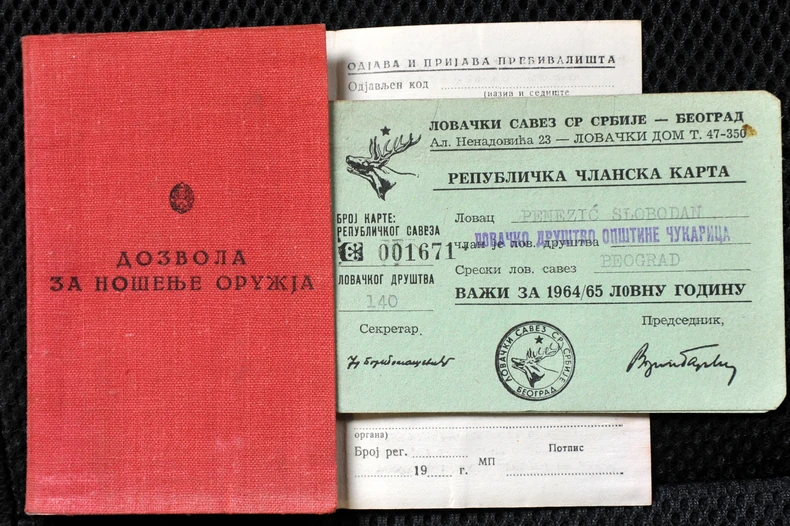 ДОЗВОЛА
ЗА НОШЕЊЕ ОРУЖЈА
ОДЈАВА И ПРИЈАВА ПРЕБИВАЛИШТА
Одјављен код
(назив и седиште
ЛОВАЧКИ САВЕЗ СР СРБИЈЕ — БЕОГРАД
Ал. Ненадовића 23 — ЛОВАЧКИ ДОМ Т. 47-350
РЕПУБЛИЧКА ЧЛАНСКА КАРТА
БРОЈ КАРТЕ:
РЕПУБЛИЧКОГ САВЕЗА
001671
ЛОВАЧКОГ ДРУШТВА
140
Ловац PENEZIĆ SLOBODAN
Члан је лов. друштва ЛОВАЧКО ДРУШТВО ОПШТИНЕ ЧУКАРИЦА
Срески лов. савез BEOGRAD
ВАЖИ ЗА 1964/65 ЛОВНУ ГОДИНУ
Секретар
Председник,
ЛОВАЧКИ САВЕЗ СР СРБИЈЕ
БЕОГРАД
органа)
Број рег.
19 г.
МП
Потпис